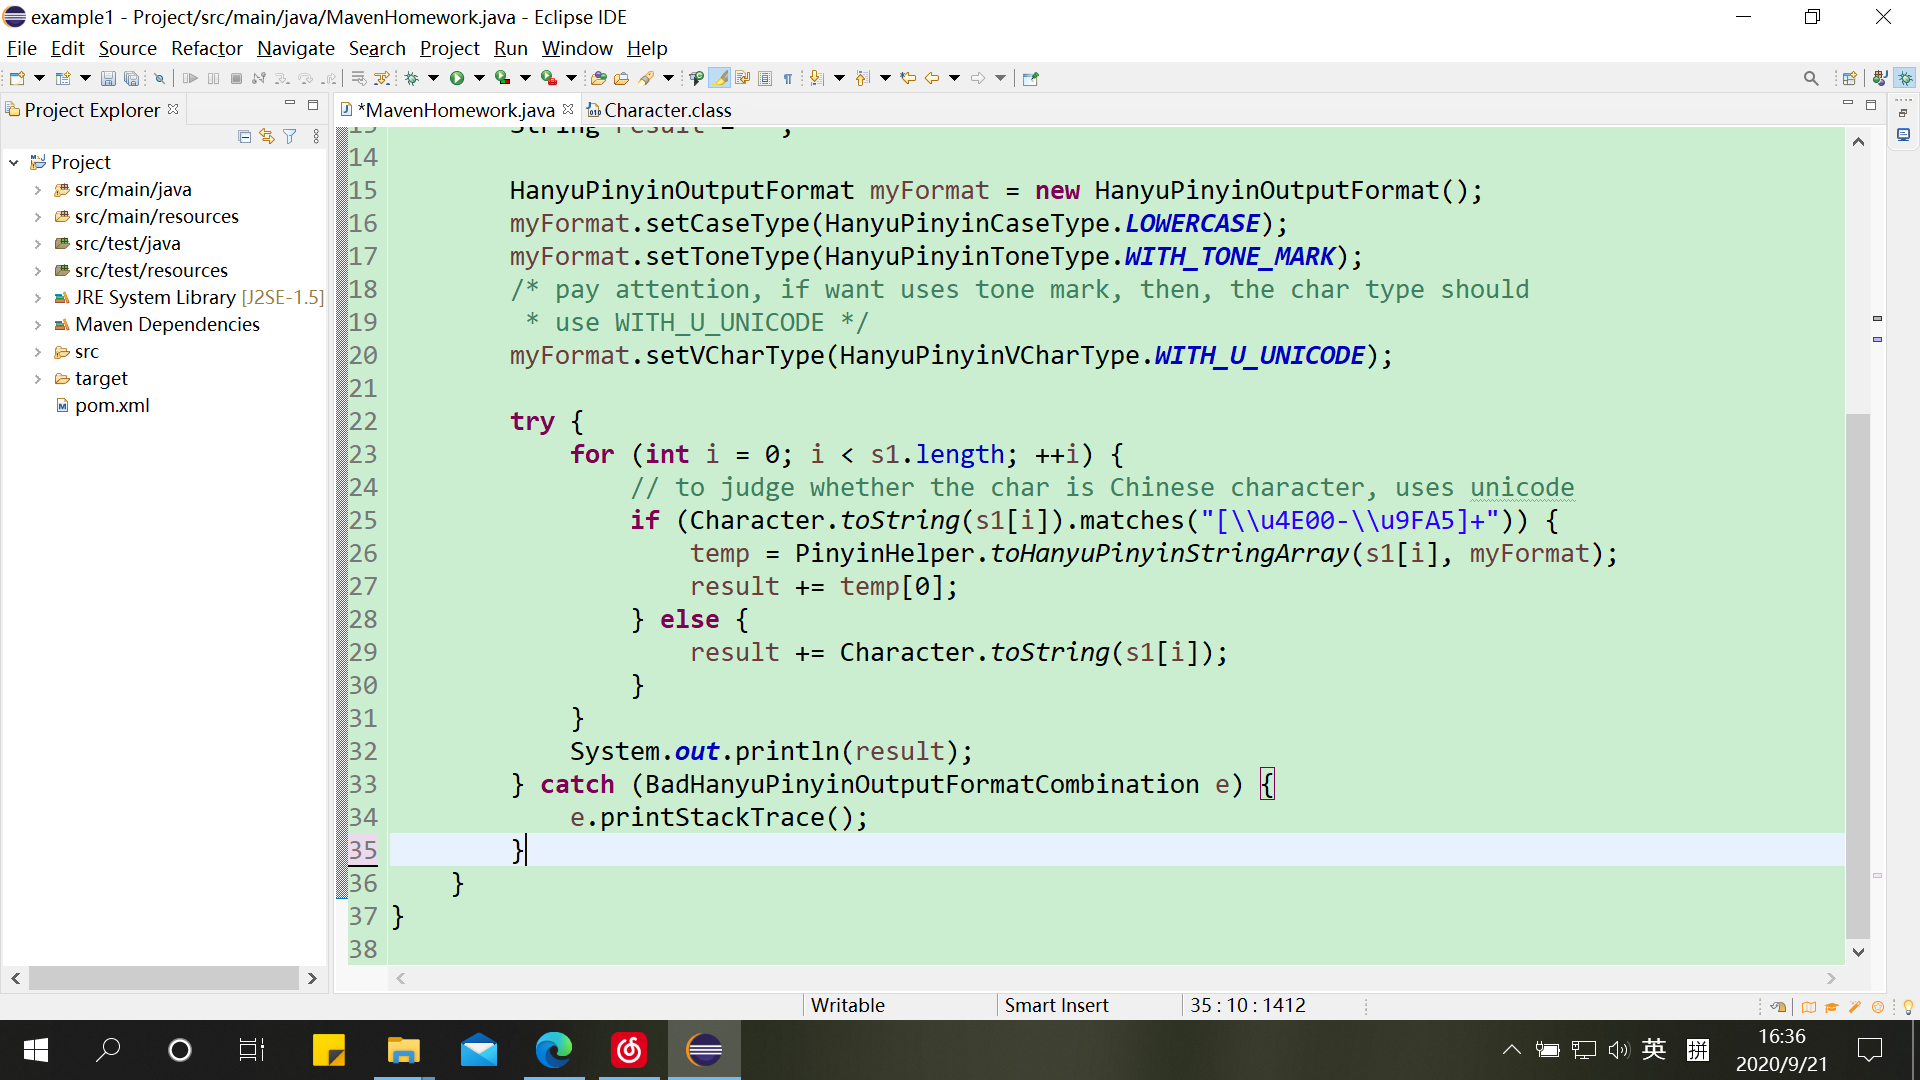 example1 - Project/src/main/java/MavenHomework.java - Eclipse IDE
File Edit Source Refactor Navigate Search Project Run Window Help
Project Explorer
*MavenHomework.java Character.class
Project
src/main/java
src/main/resources
src/test/java
src/test/resources
JRE System Library [J2SE-1.5]
Maven Dependencies
src
target
pom.xml
13 String result = "";
14
15 HanyuPinyinOutputFormat myFormat = new HanyuPinyinOutputFormat();
16 myFormat.setCaseType(HanyuPinyinCaseType.LOWERCASE);
17 myFormat.setToneType(HanyuPinyinToneType.WITH_TONE_MARK);
18 /* pay attention, if want uses tone mark, then, the char type should
19 * use WITH_U_UNICODE */
20 myFormat.setVCharType(HanyuPinyinVCharType.WITH_U_UNICODE);
21
22 try {
23 for (int i = 0; i < s1.length; ++i) {
24 // to judge whether the char is Chinese character, uses unicode
25 if (Character.toString(s1[i]).matches("[\\u4E00-\\u9FA5]+")) {
26 temp = PinyinHelper.toHanyuPinyinStringArray(s1[i], myFormat);
27 result += temp[0];
28 } else {
29 result += Character.toString(s1[i]);
30 }
31 }
32 System.out.println(result);
33 } catch (BadHanyuPinyinOutputFormatCombination e) {
34 e.printStackTrace();
35 }
36 }
37 }
38
Writable Smart Insert 35 : 10 : 1412
英 拼 16:36
2020/9/21